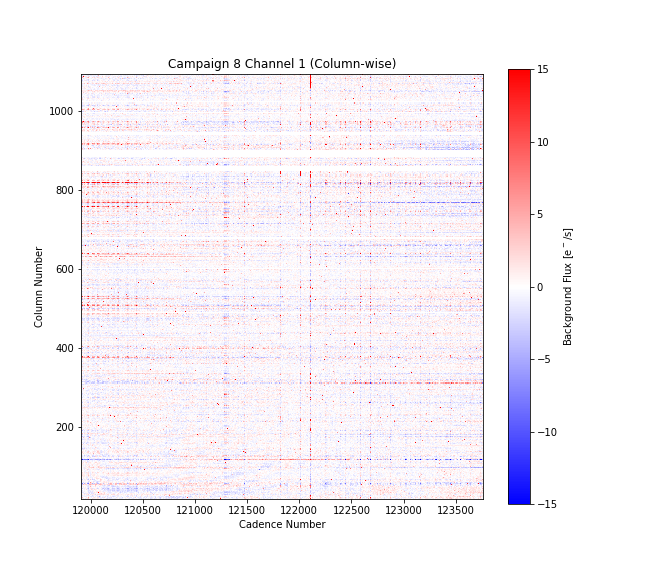 Campaign 8 Channel 1 (Column-wise)
Column Number
1000
800
600
400
200
120000 120500 121000 121500 122000 122500 123000 123500
Cadence Number
15
10
5
0
−5
−10
−15
Background Flux [e⁻/s]